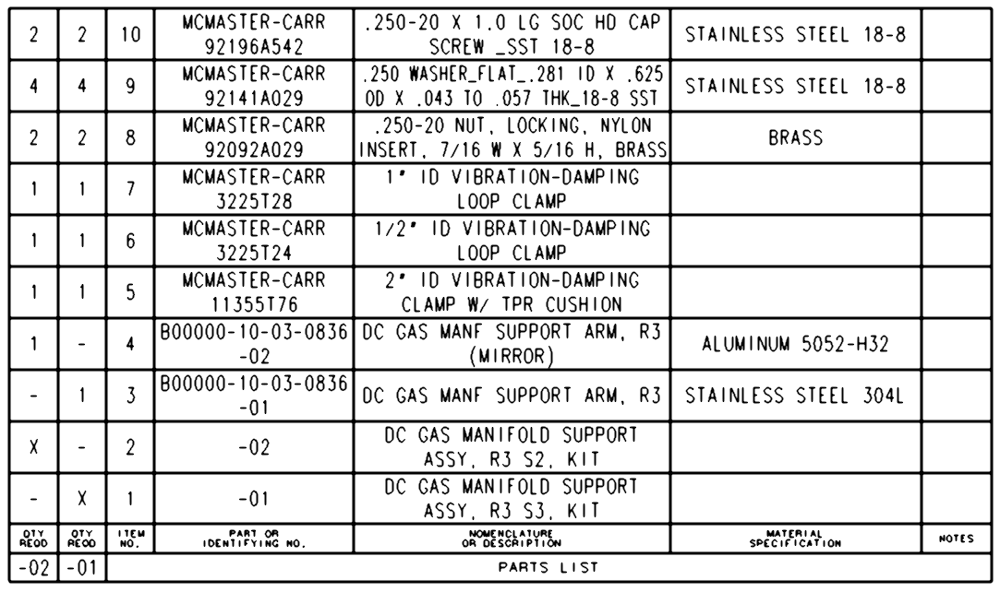 2 2 10 MCMASTER-CARR 92196A542 .250-20 X 1.0 LG SOC HD CAP SCREW _SST 18-8 STAINLESS STEEL 18-8
4 4 9 MCMASTER-CARR 92141A029 .250 WASHER_FLAT_.281 ID X .625 OD X .043 TO .057 THK_18-8 SST STAINLESS STEEL 18-8
2 2 8 MCMASTER-CARR 92092A029 .250-20 NUT, LOCKING, NYLON INSERT, 7/16 W X 5/16 H, BRASS BRASS
1 1 7 MCMASTER-CARR 3225T28 1" ID VIBRATION-DAMPING LOOP CLAMP
1 1 6 MCMASTER-CARR 3225T24 1/2" ID VIBRATION-DAMPING LOOP CLAMP
1 1 5 MCMASTER-CARR 11355T76 2" ID VIBRATION-DAMPING CLAMP W/ TPR CUSHION
1 - 4 B00000-10-03-0836-02 DC GAS MANF SUPPORT ARM, R3 (MIRROR) ALUMINUM 5052-H32
- 1 3 B00000-10-03-0836-01 DC GAS MANF SUPPORT ARM, R3 STAINLESS STEEL 304L
X - 2 -02 DC GAS MANIFOLD SUPPORT ASSY, R3 S2, KIT
- X 1 -01 DC GAS MANIFOLD SUPPORT ASSY, R3 S3, KIT
QTY REQD QTY REQD ITEM NO. PART OR IDENTIFYING NO. NOMENCLATURE OR DESCRIPTION MATERIAL SPECIFICATION NOTES
-02 -01 PARTS LIST